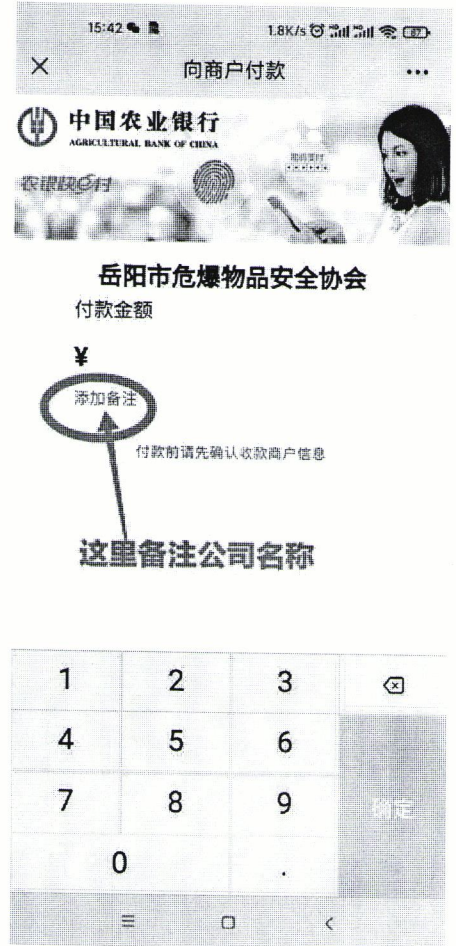 15:42 1.8K/s 87
向商户付款
中国农业银行
AGRICULTURAL BANK OF CHINA
农银快e付
岳阳市危爆物品安全协会
付款金额
¥
添加备注
付款前请先确认收款商户信息
这里备注公司名称
1 2 3
4 5 6
7 8 9
确定
0 .